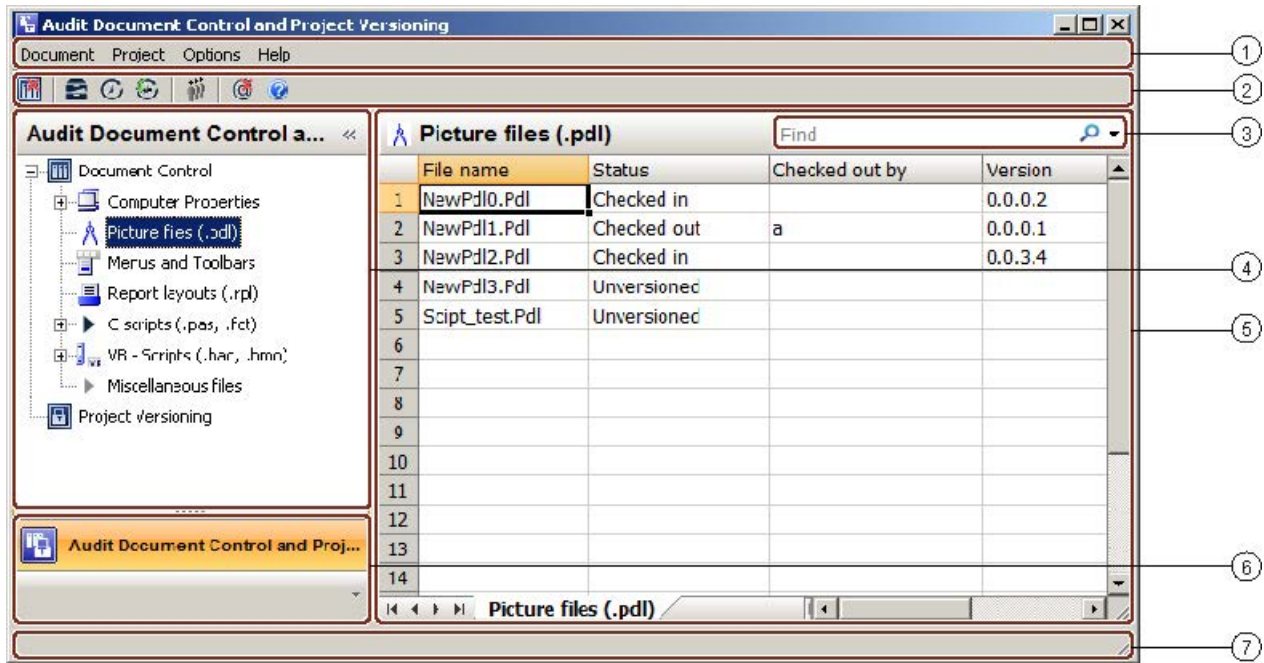 Audit Document Control and Project Versioning
Document Project Options Help
1
2
Audit Document Control a... «
Picture files (.pdl)
Find
3
Document Control
Computer Properties
Picture files (.pdl)
Menus and Toolbars
Report layouts (.rpl)
C scripts (.pas, .fct)
VB - Scripts (.bac, .bmo)
Miscellaneous files
Project Versioning
File name Status Checked out by Version
1 NewPdl0.Pdl Checked in 0.0.0.2
2 NewPdl1.Pdl Checked out a 0.0.0.1
3 NewPdl2.Pdl Checked in 0.0.3.4
4 NewPdl3.Pdl Unversioned
5 Scipt_test.Pdl Unversioned
6
7
8
9
10
11
12
13
14
4
5
Audit Document Control and Proj...
6
Picture files (.pdl)
7